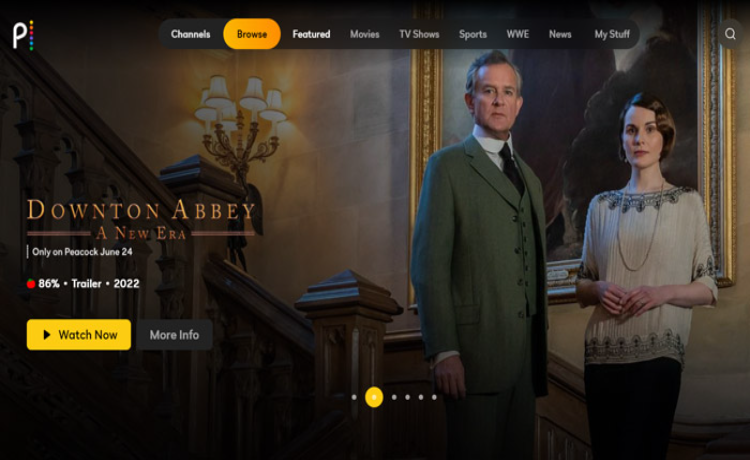 P
Channels Browse Featured Movies TV Shows Sports WWE News My Stuff
DOWNTON ABBEY
A NEW ERA
Only on Peacock June 24
86% • Trailer • 2022
Watch Now More Info